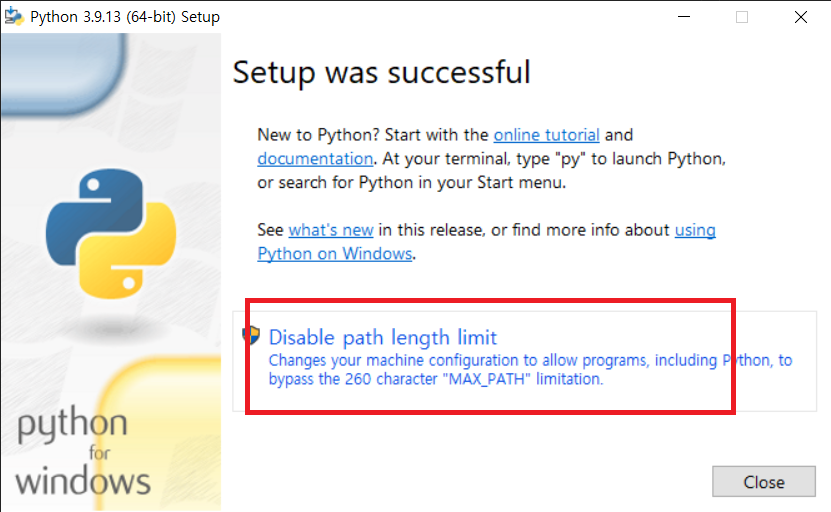 Python 3.9.13 (64-bit) Setup
Setup was successful
New to Python? Start with the online tutorial and
documentation. At your terminal, type "py" to launch Python,
or search for Python in your Start menu.
See what's new in this release, or find more info about using
Python on Windows.
Disable path length limit
Changes your machine configuration to allow programs, including Python, to
bypass the 260 character "MAX_PATH" limitation.
python
for
windows
Close